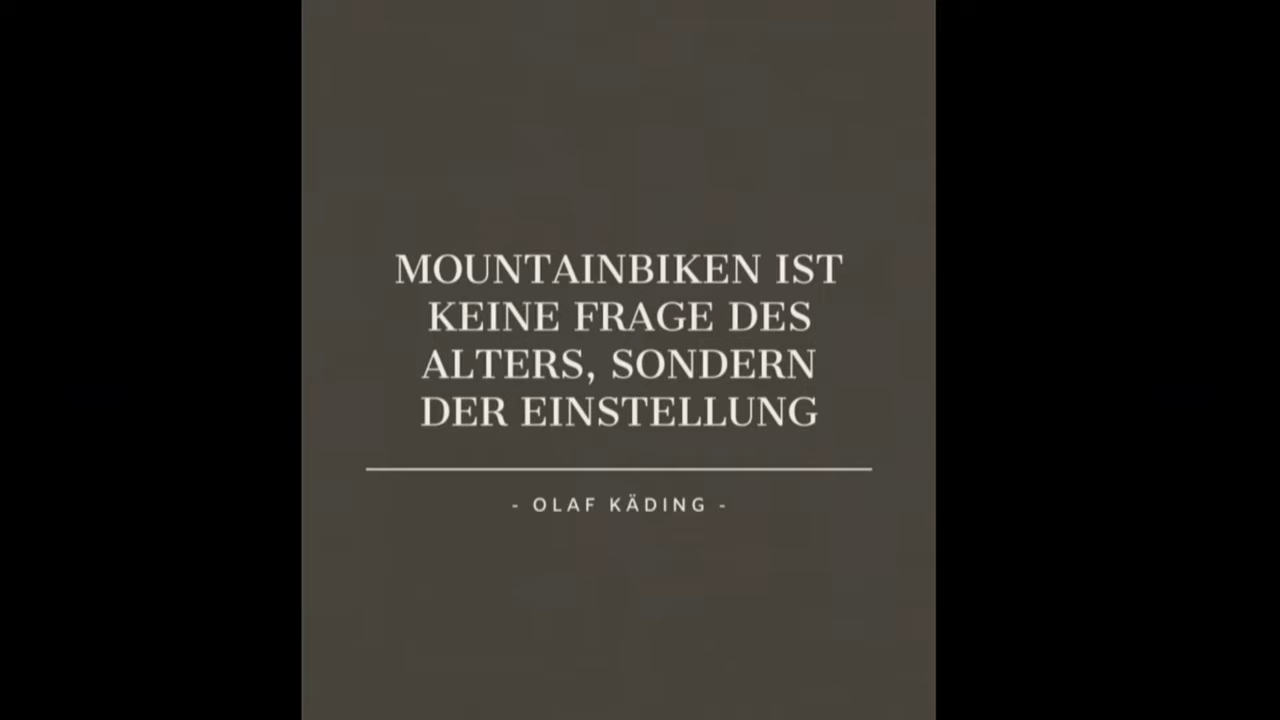 MOUNTAINBIKEN IST
KEINE FRAGE DES
ALTERS, SONDERN
DER EINSTELLUNG
- OLAF KÄDING -